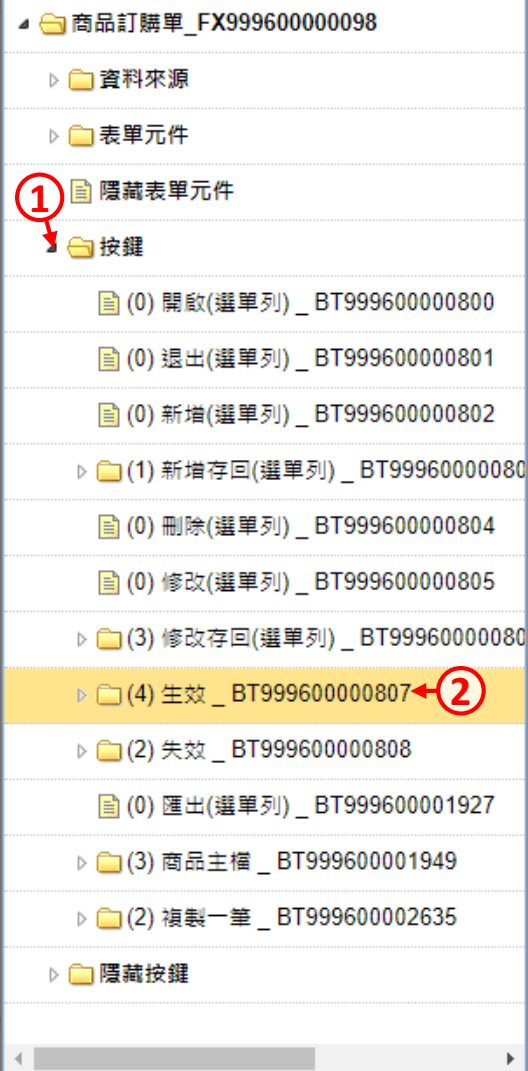 商品訂購單_FX999600000098
資料來源
表單元件
1
隱藏表單元件
按鍵
(0) 開啟(選單列) _ BT999600000800
(0) 退出(選單列) _ BT999600000801
(0) 新增(選單列) _ BT999600000802
(1) 新增存回(選單列) _ BT99960000080
(0) 刪除(選單列) _ BT999600000804
(0) 修改(選單列) _ BT999600000805
(3) 修改存回(選單列) _ BT99960000080
(4) 生效 _ BT999600000807 2
(2) 失效 _ BT999600000808
(0) 匯出(選單列) _ BT999600001927
(3) 商品主檔 _ BT999600001949
(2) 複製一筆 _ BT999600002635
隱藏按鍵